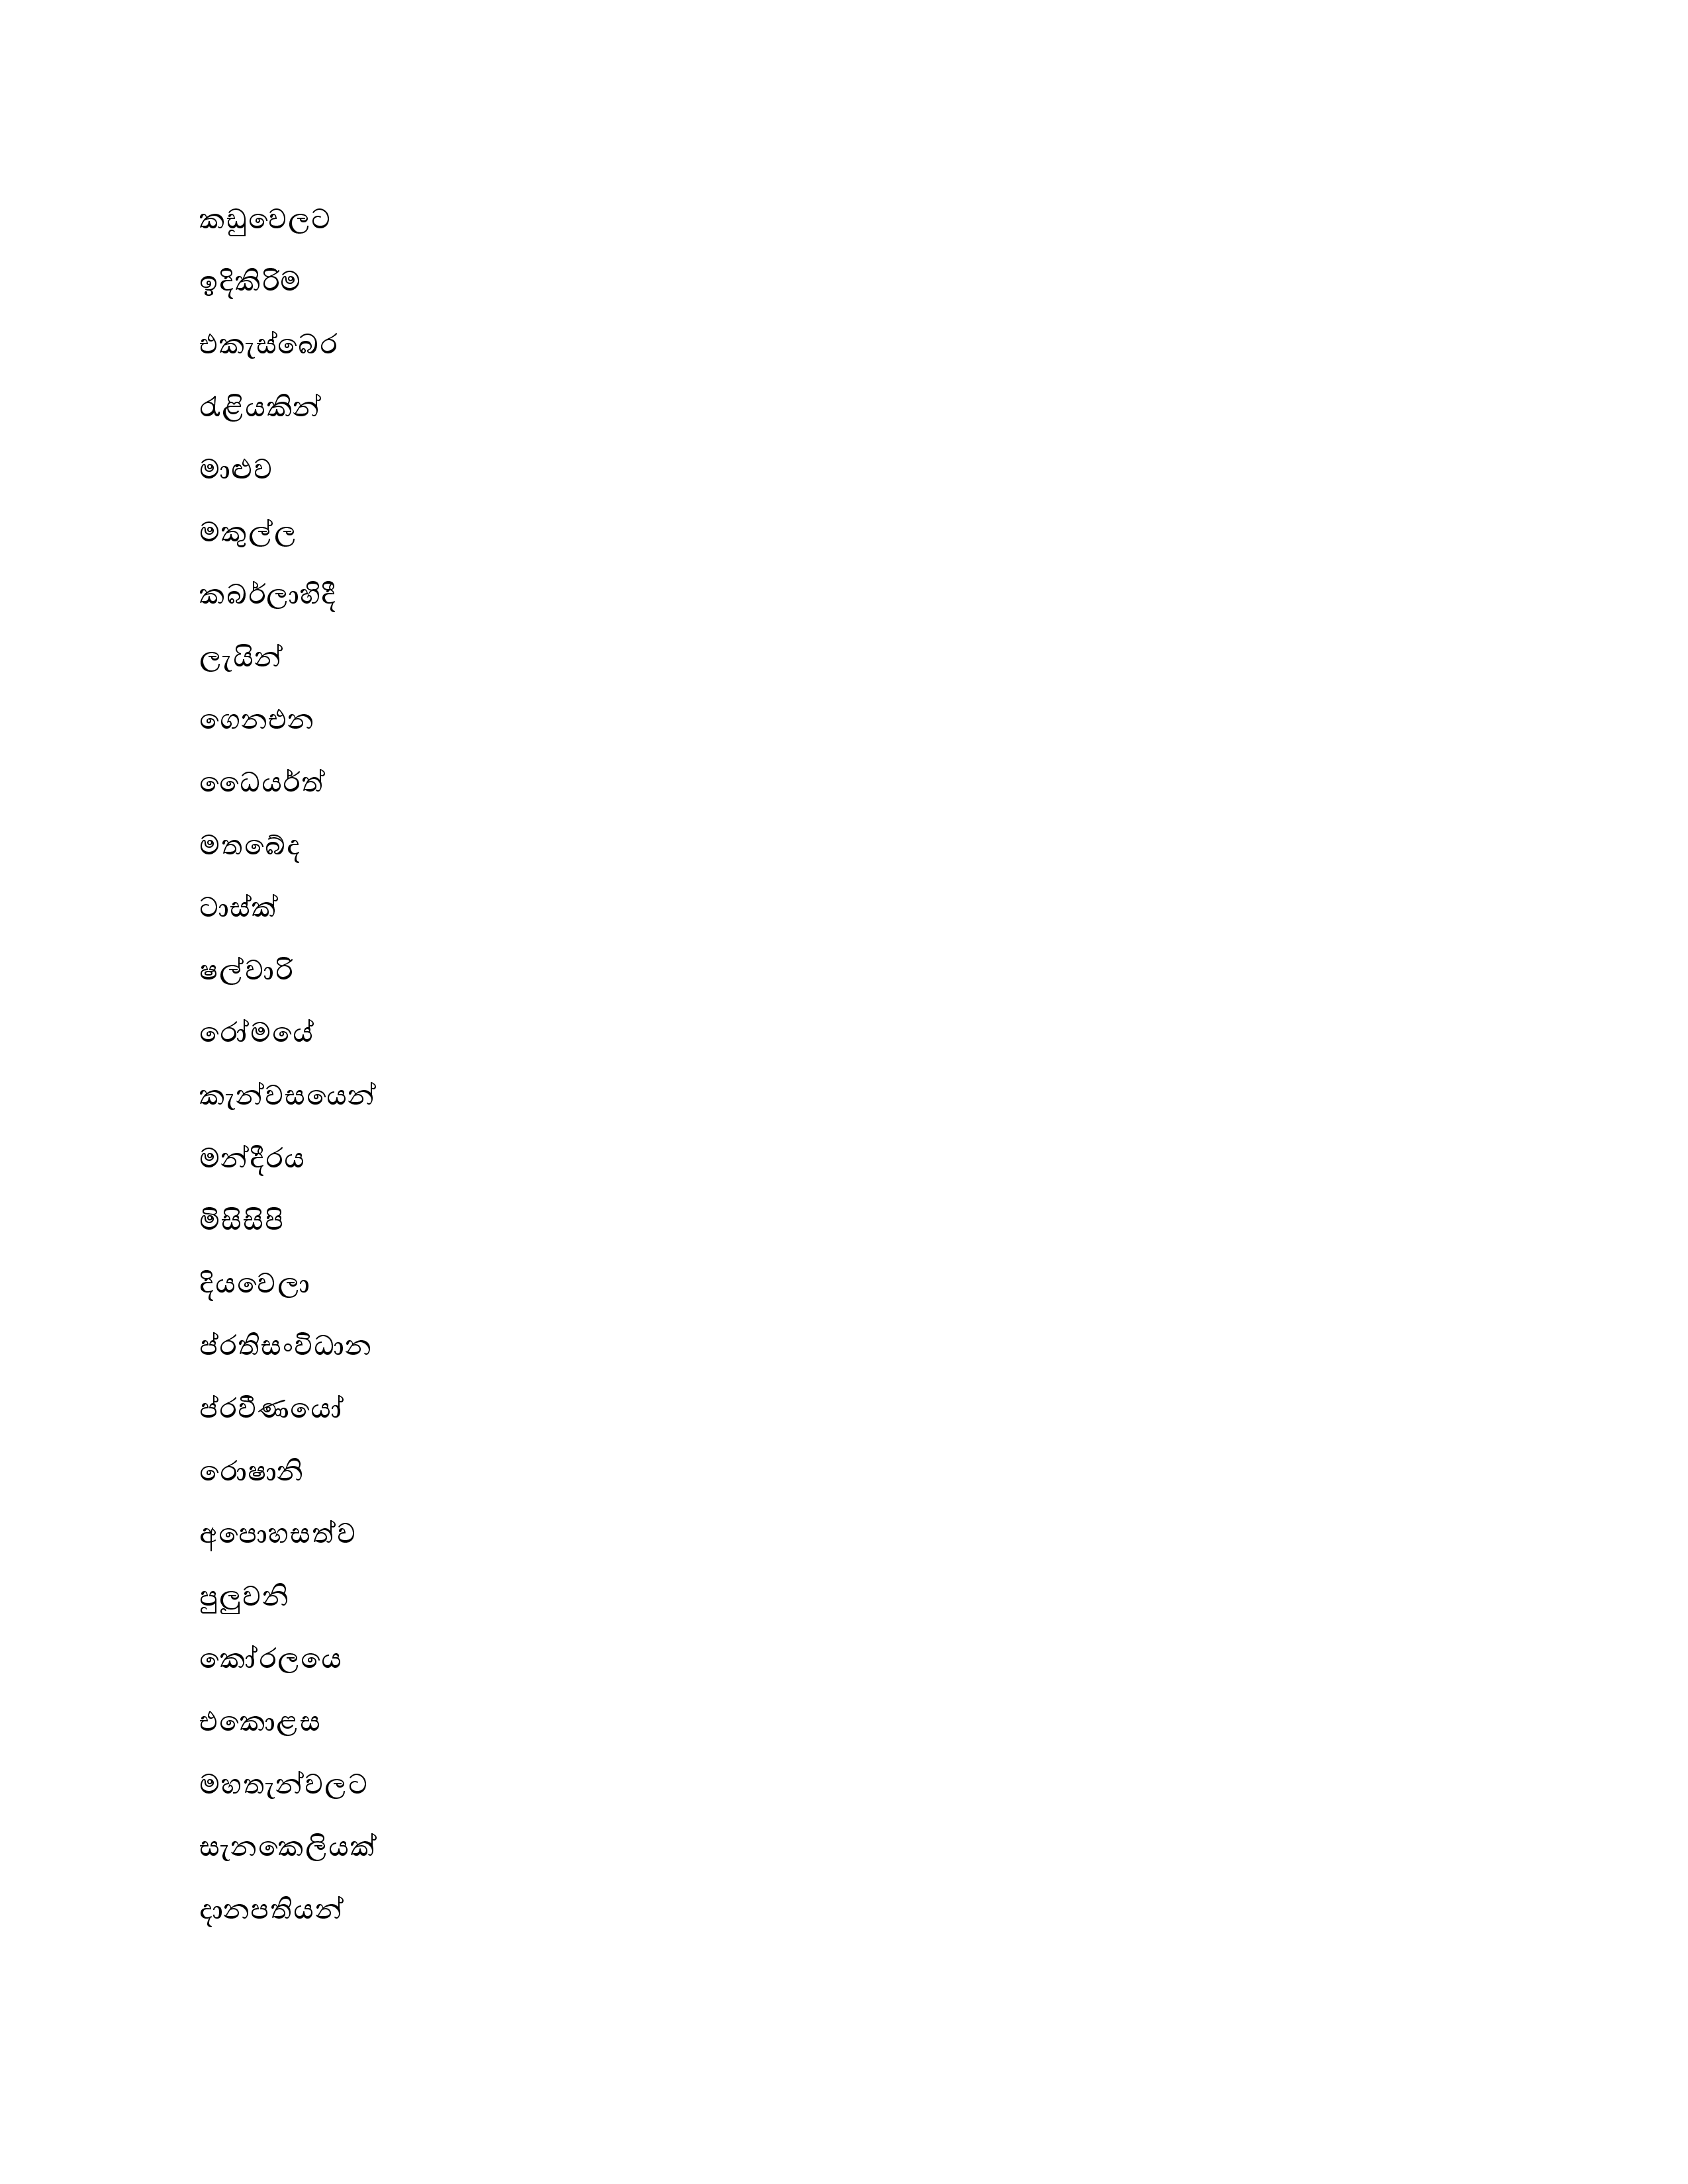 කඩුවෙලට
ඉදිකිරිම
එකැස්බෙර
රැළියකින්
මාළුව
මකුල්ල
කබර්ලාහිදී
ලැයින්
ගෙනඑන
ධෛයර්ත්
මතබේද
ටාස්ක්
ෂල්වාරි
රෝමයේ
කැන්වසයෙන්
මන්දීරය
මිසිසිපි
දියවෙලා
ප්රතිසංවිධාන
ප්රවීණයෝ
රොෂානි
අපොහසත්ව
පුලුවනි
කෝරලයෙ
එකොළස
මහතැන්වලට
සැනකෙලියක්
දානපතියන්